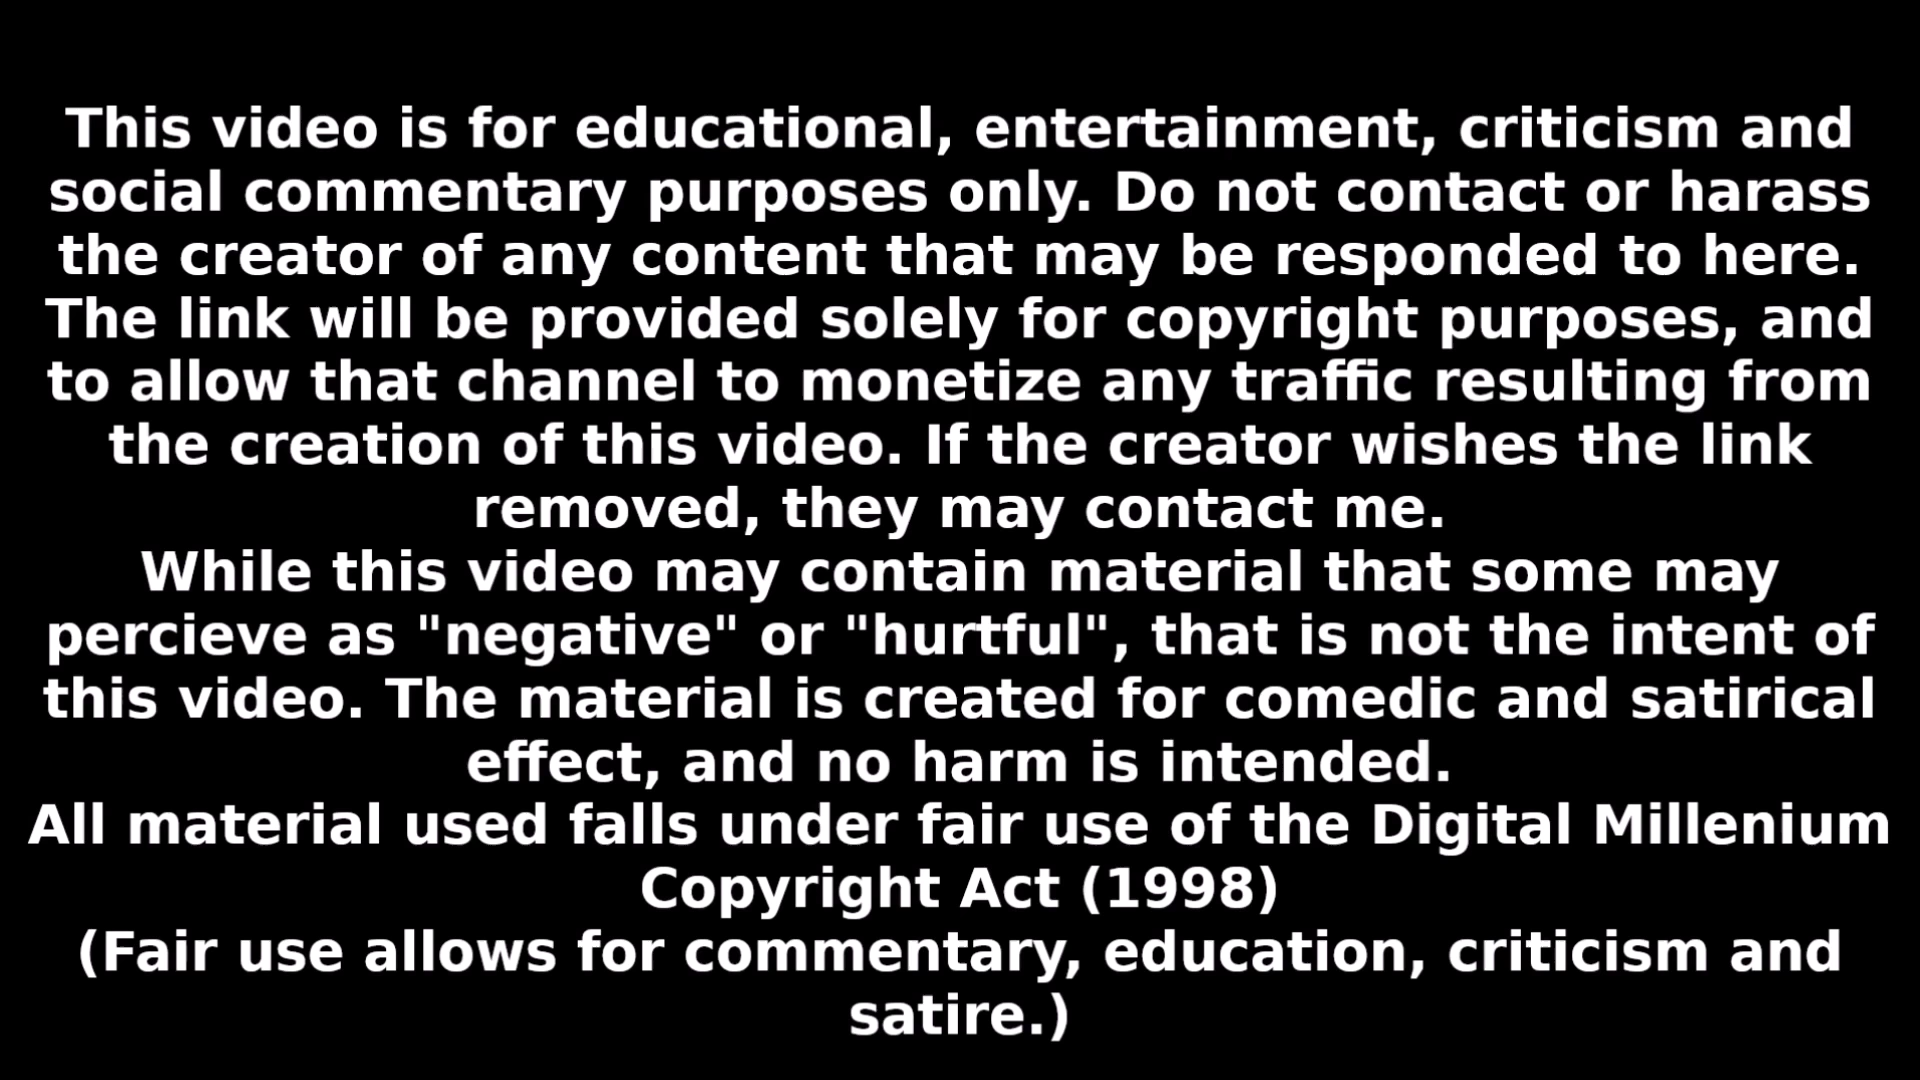 This video is for educational, entertainment, criticism and
social commentary purposes only. Do not contact or harass
the creator of any content that may be responded to here.
The link will be provided solely for copyright purposes, and
to allow that channel to monetize any traffic resulting from
the creation of this video. If the creator wishes the link
removed, they may contact me.
While this video may contain material that some may
percieve as "negative" or "hurtful", that is not the intent of
this video. The material is created for comedic and satirical
effect, and no harm is intended.
All material used falls under fair use of the Digital Millenium
Copyright Act (1998)
(Fair use allows for commentary, education, criticism and
satire.)